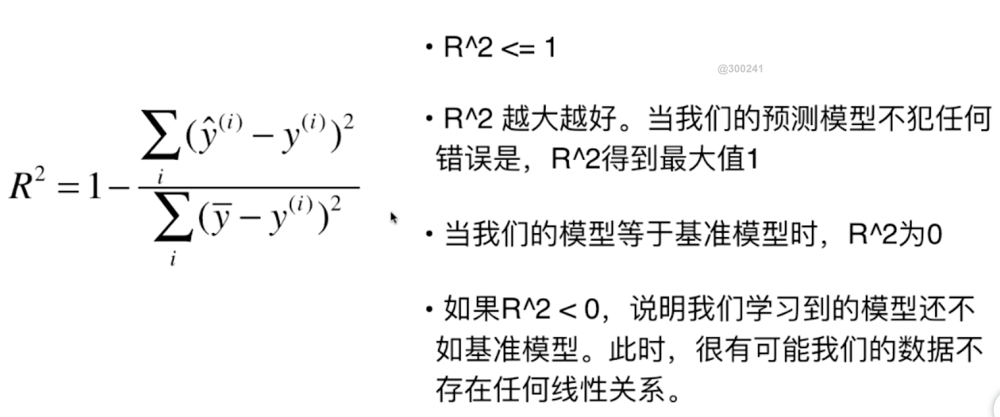 R² = 1 − \frac{\sum_i (\hat{y}^{(i)} − y^{(i)})²}{\sum_i (\overline{y} − y^{(i)})²}
• R^2 <= 1
@300241
• R^2 越大越好。当我们的预测模型不犯任何
错误是，R^2得到最大值1
• 当我们的模型等于基准模型时，R^2为0
• 如果R^2 < 0，说明我们学习到的模型还不
如基准模型。此时，很有可能我们的数据不
存在任何线性关系。